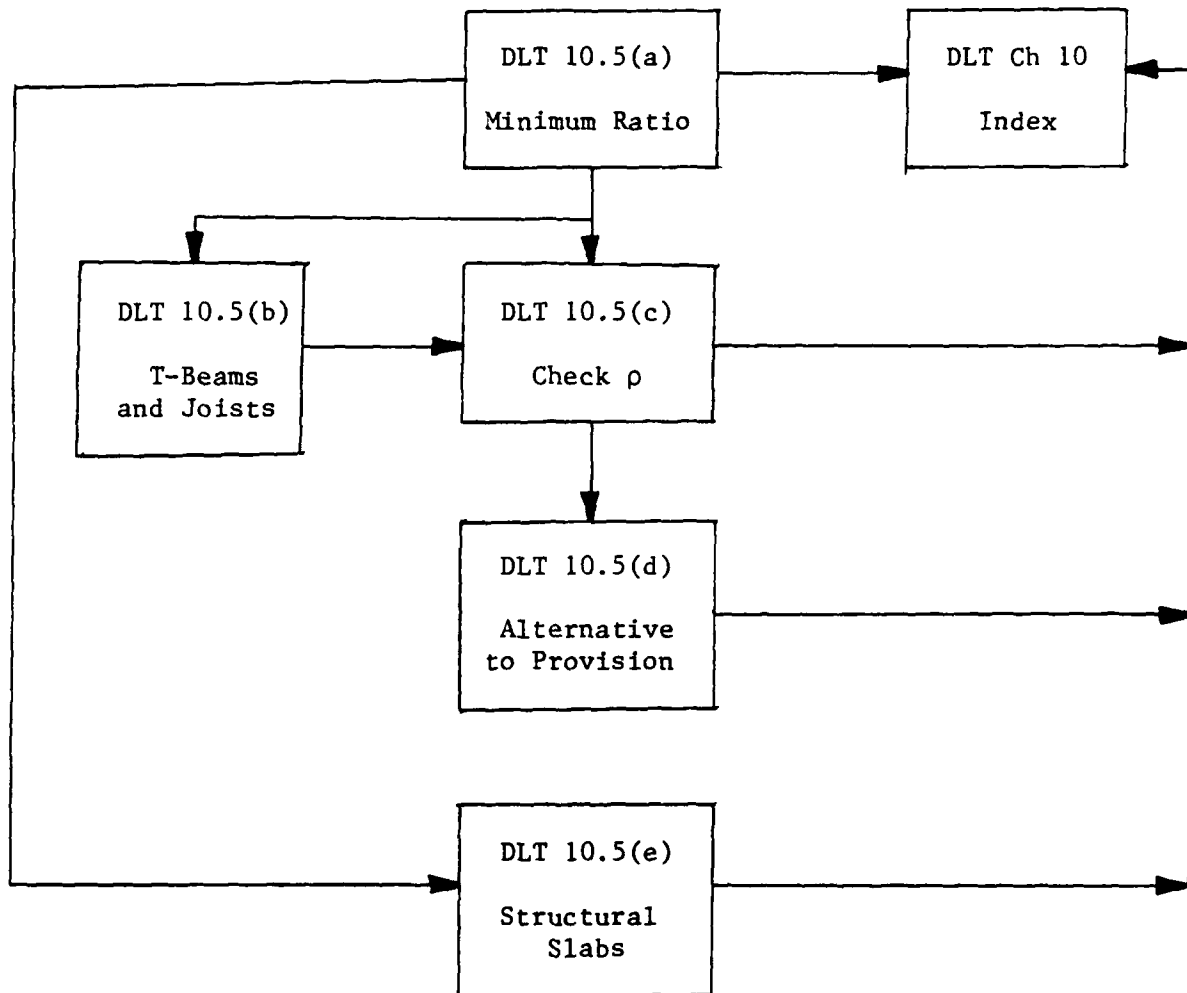 DLT 10.5(a)
Minimum Ratio
DLT Ch 10
Index
DLT 10.5(b)
T-Beams
and Joists
DLT 10.5(c)
Check ρ
DLT 10.5(d)
Alternative
to Provision
DLT 10.5(e)
Structural
Slabs